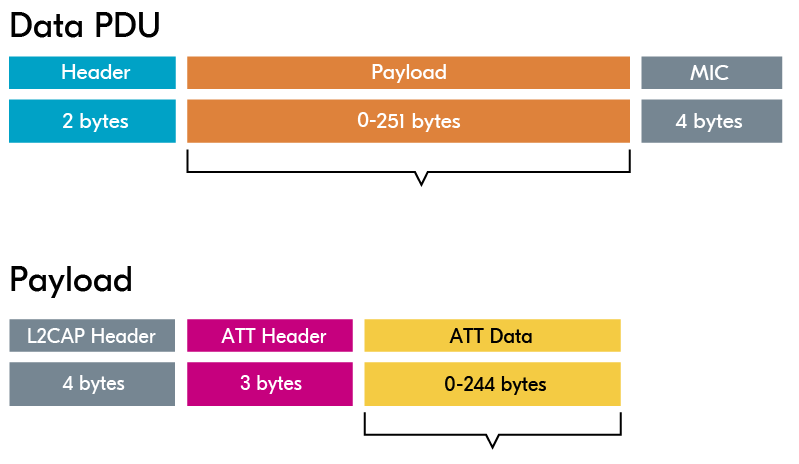 Data PDU
Header Payload MIC
2 bytes 0-251 bytes 4 bytes
Payload
L2CAP Header ATT Header ATT Data
4 bytes 3 bytes 0-244 bytes